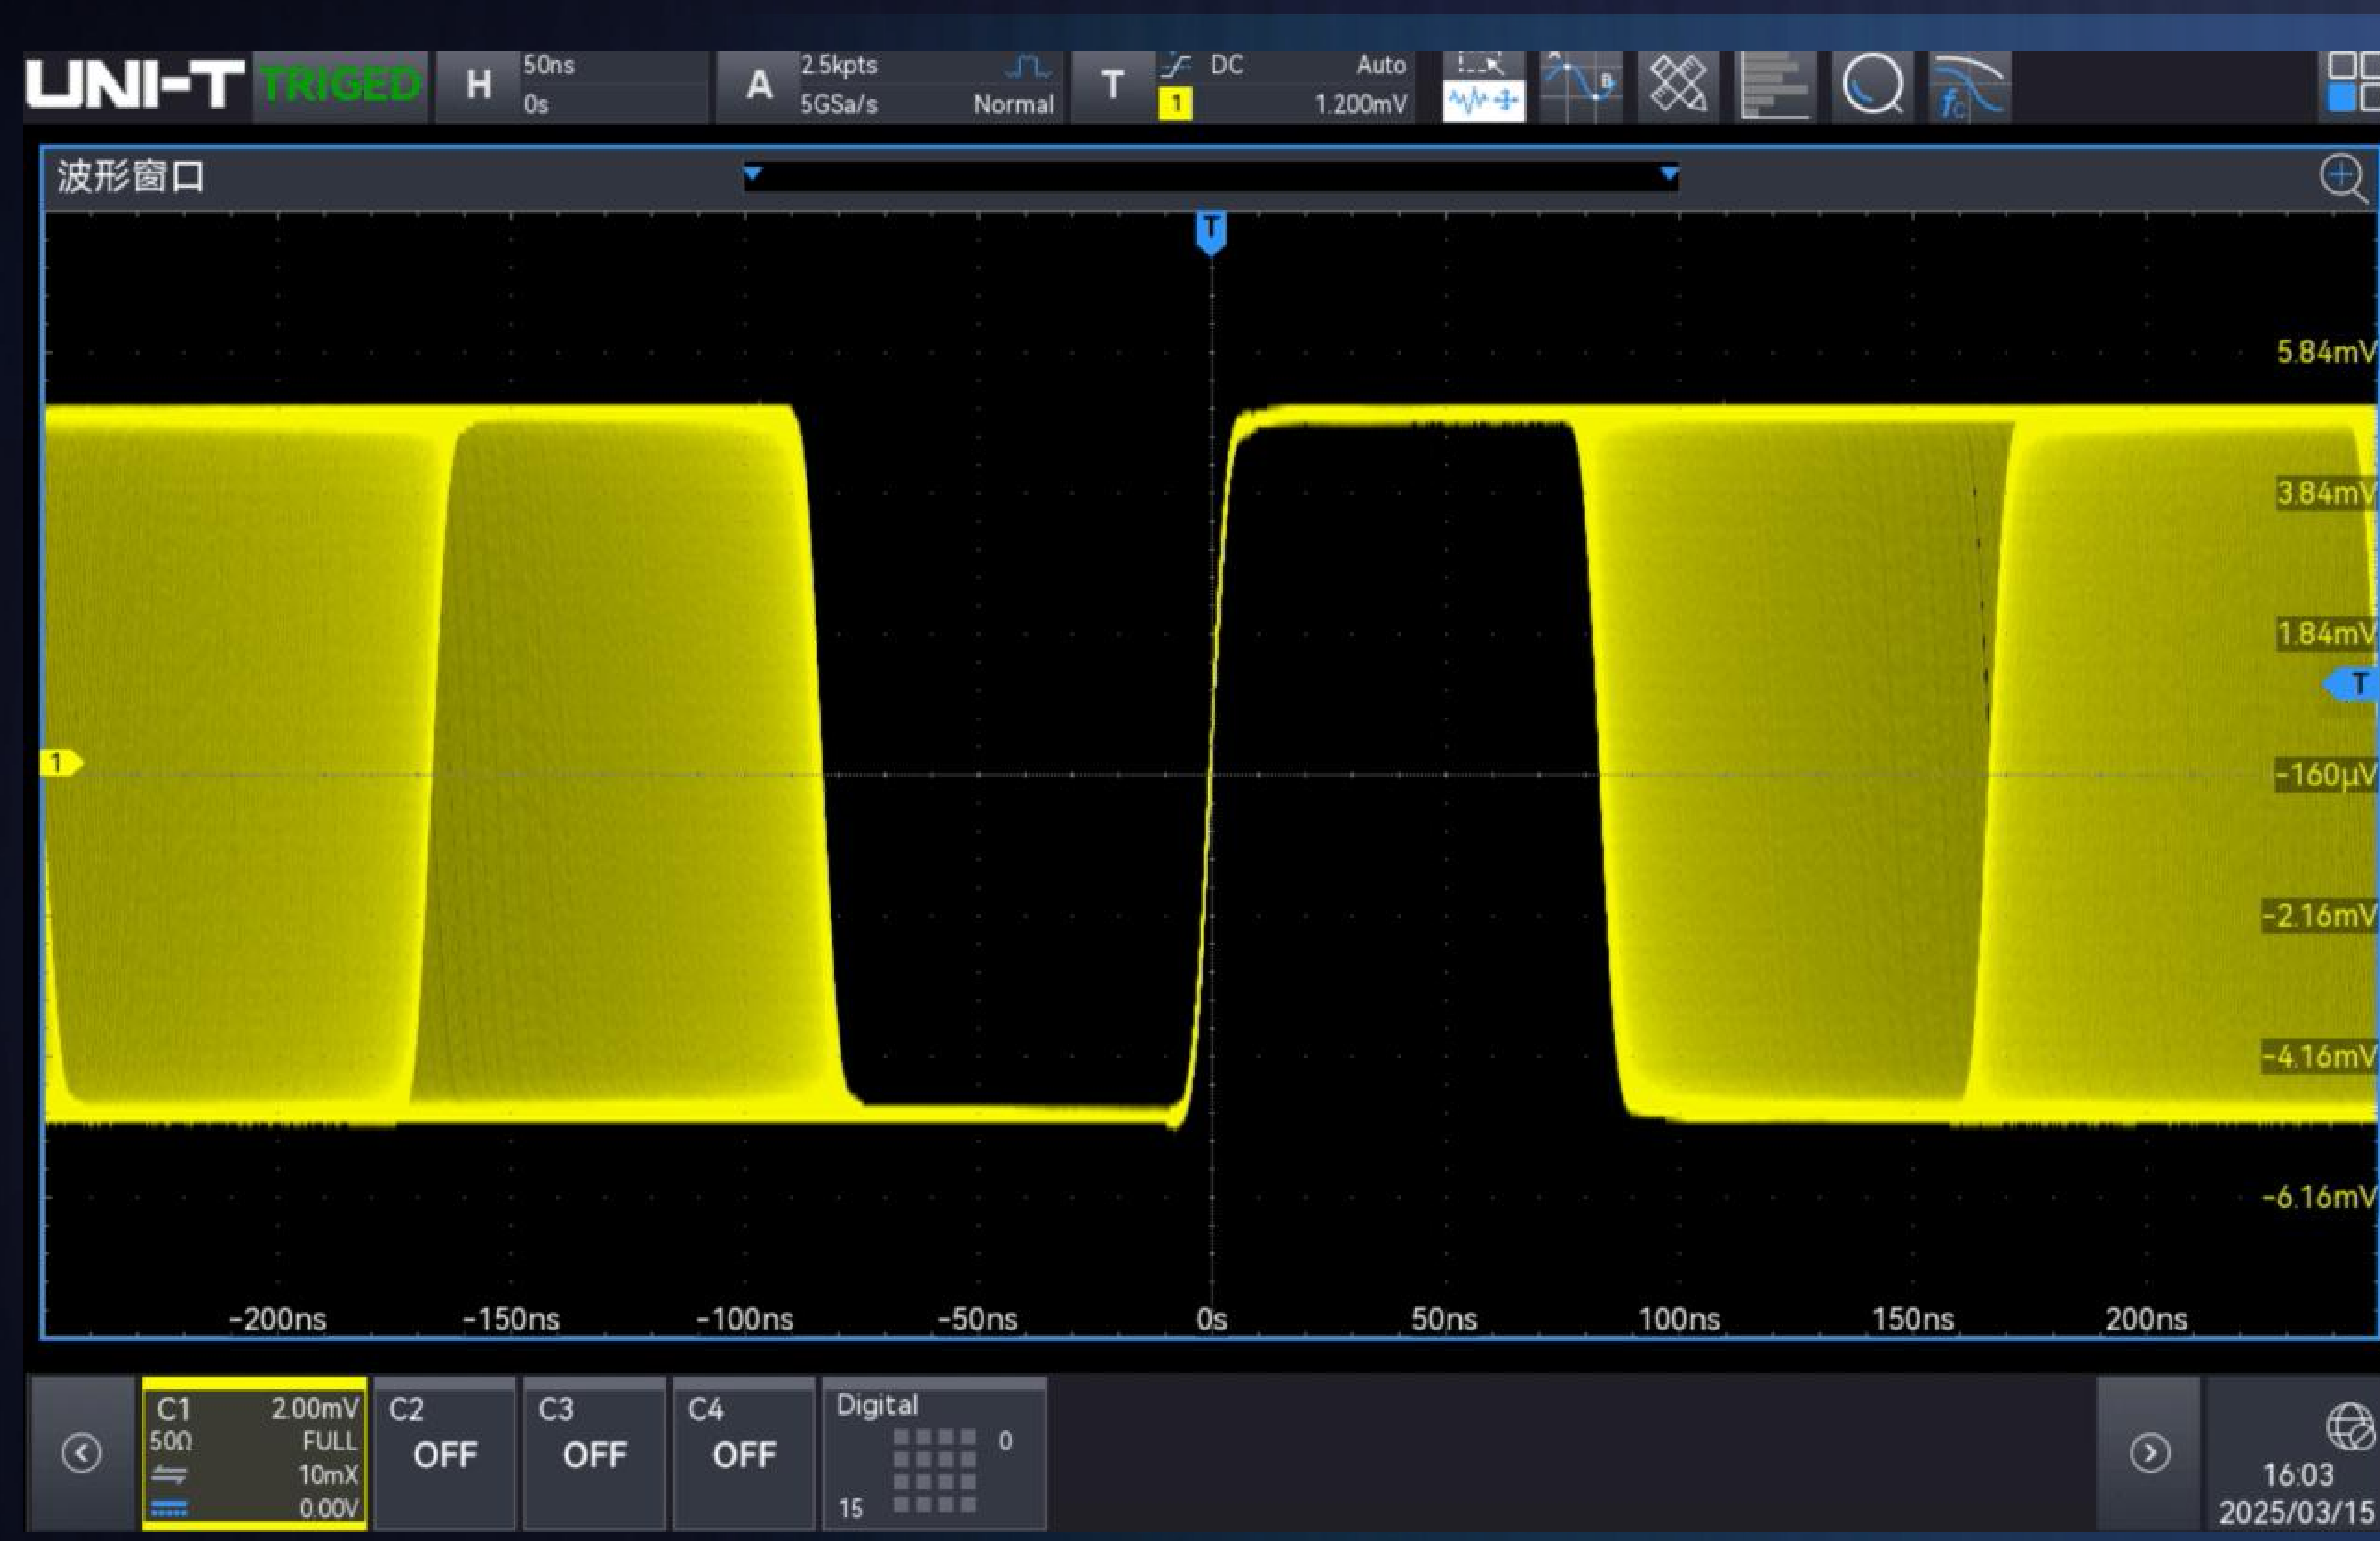 UNI-T TRIGED H 50ns 0s A 2.5kpts 5GSa/s Normal T 1 DC Auto 1.200mV
波形窗口
T
5.84mV
3.84mV
1.84mV
T
1
-160μV
-2.16mV
-4.16mV
-6.16mV
-200ns -150ns -100ns -50ns 0s 50ns 100ns 150ns 200ns
C1 2.00mV
50Ω FULL
10mX
0.00V
C2
OFF
C3
OFF
C4
OFF
Digital
0
15
16:03
2025/03/15